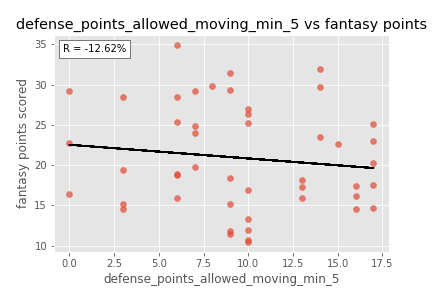 defense_points_allowed_moving_min_5 vs fantasy points
R = -12.62%
fantasy points scored
35
30
25
20
15
10
0.0 2.5 5.0 7.5 10.0 12.5 15.0 17.5
defense_points_allowed_moving_min_5